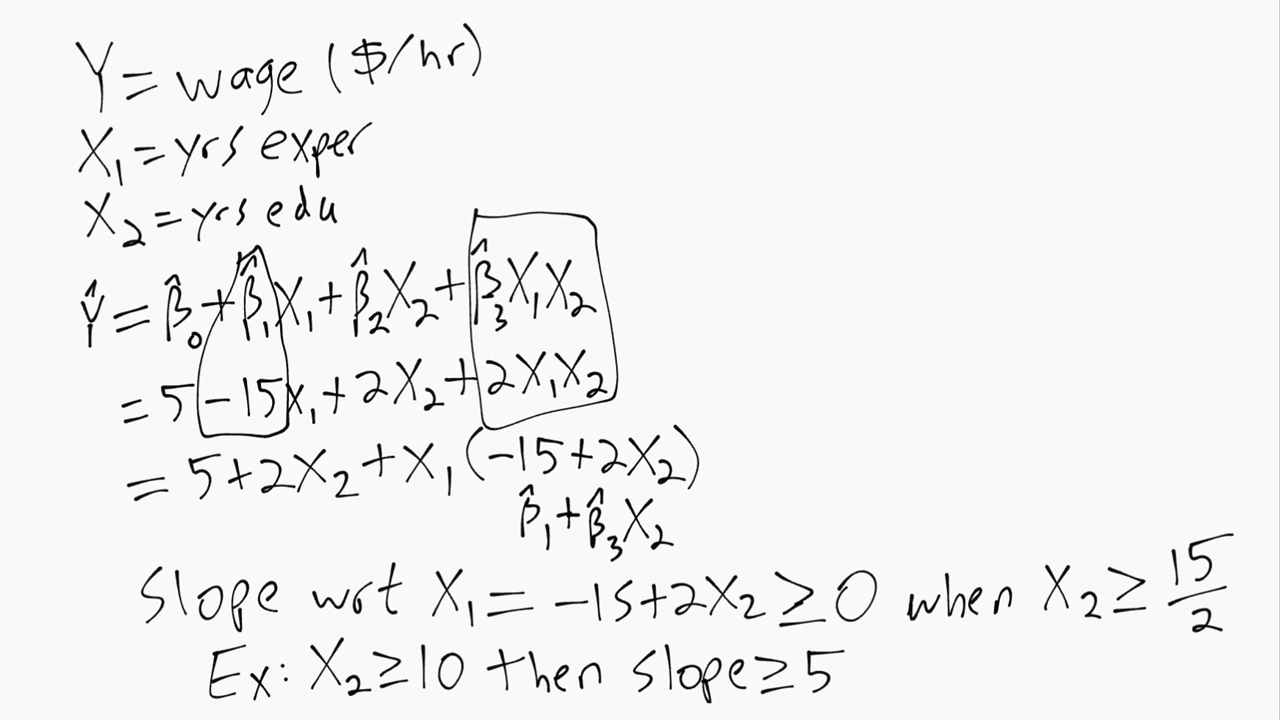 Y = wage ($/hr)
X₁ = yrs exper
X₂ = yrs edu
Ŷ = β̂₀ + β̂₁X₁ + β̂₂X₂ + β̂₃X₁X₂
= 5 -15X₁ + 2X₂ + 2X₁X₂
= 5+2X₂ + X₁(-15+2X₂)
β̂₁+β̂₃X₂
Slope wrt X₁ = -15+2X₂ ≥ 0 when X₂ ≥ 15/2
Ex: X₂ ≥ 10 then slope ≥ 5